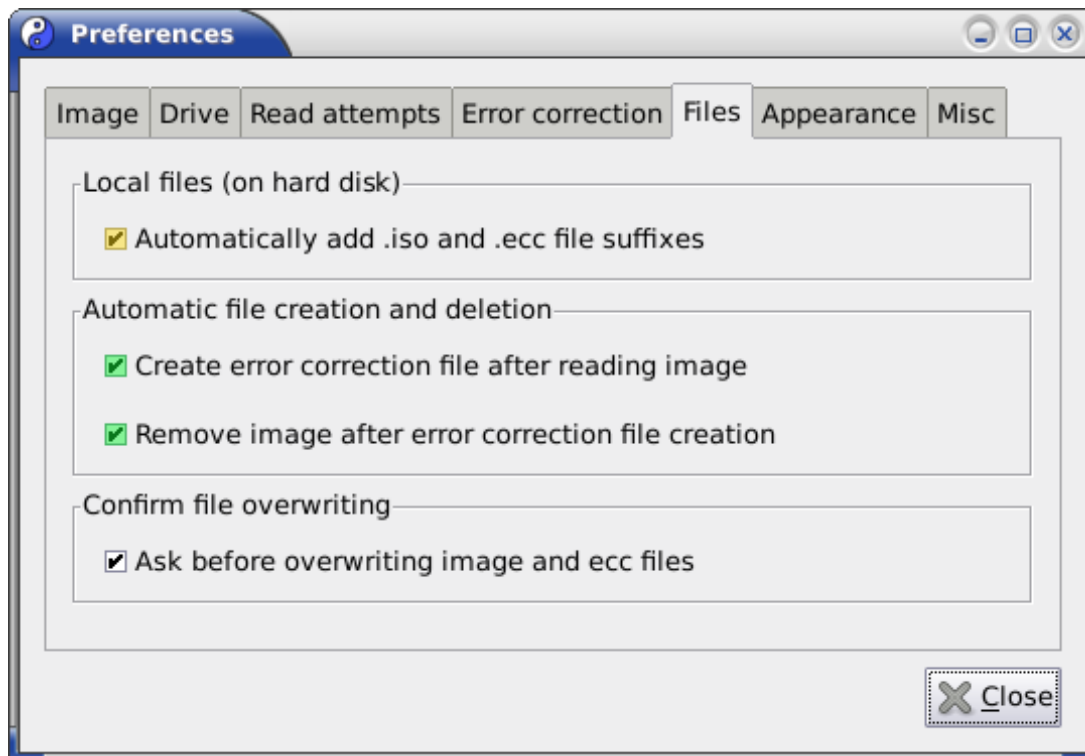 Preferences
Image Drive Read attempts Error correction Files Appearance Misc
Local files (on hard disk)
Automatically add .iso and .ecc file suffixes
Automatic file creation and deletion
Create error correction file after reading image
Remove image after error correction file creation
Confirm file overwriting
Ask before overwriting image and ecc files
Close